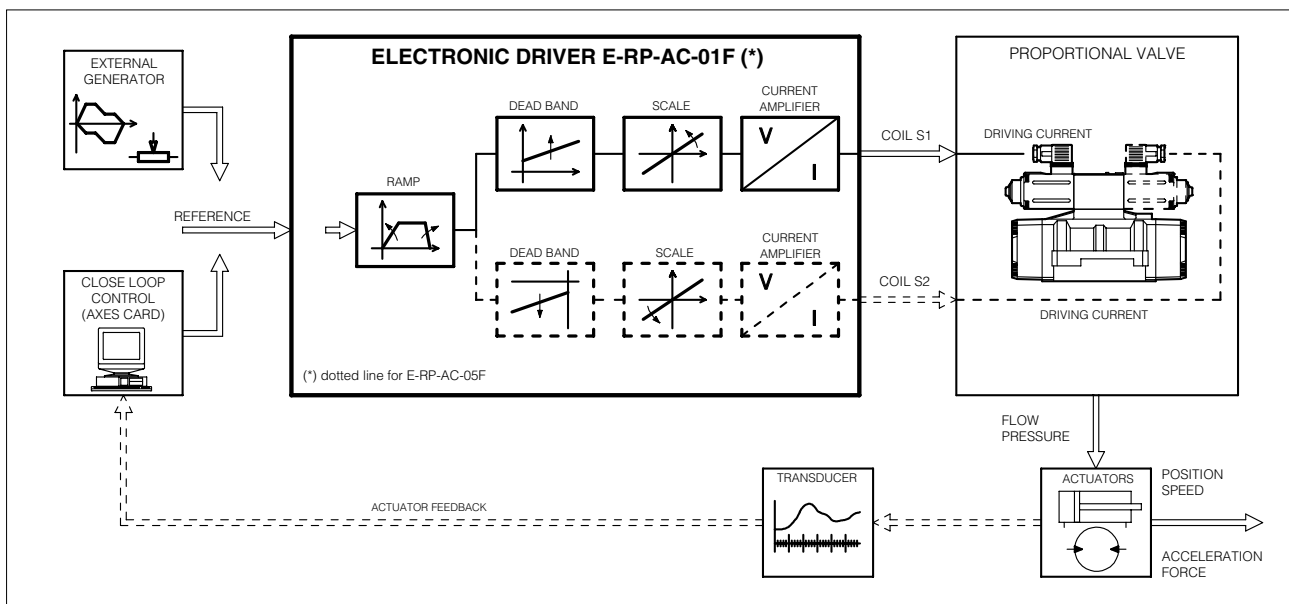 EXTERNAL
GENERATOR
ELECTRONIC DRIVER E-RP-AC-01F (*)
PROPORTIONAL VALVE
DEAD BAND
SCALE
CURRENT
AMPLIFIER
V
I
COIL S1
DRIVING CURRENT
RAMP
REFERENCE
CLOSE LOOP
CONTROL
(AXES CARD)
DEAD BAND
SCALE
CURRENT
AMPLIFIER
V
I
COIL S2
DRIVING CURRENT
(*) dotted line for E-RP-AC-05F
FLOW
PRESSURE
TRANSDUCER
ACTUATORS
POSITION
SPEED
ACTUATOR FEEDBACK
ACCELERATION
FORCE